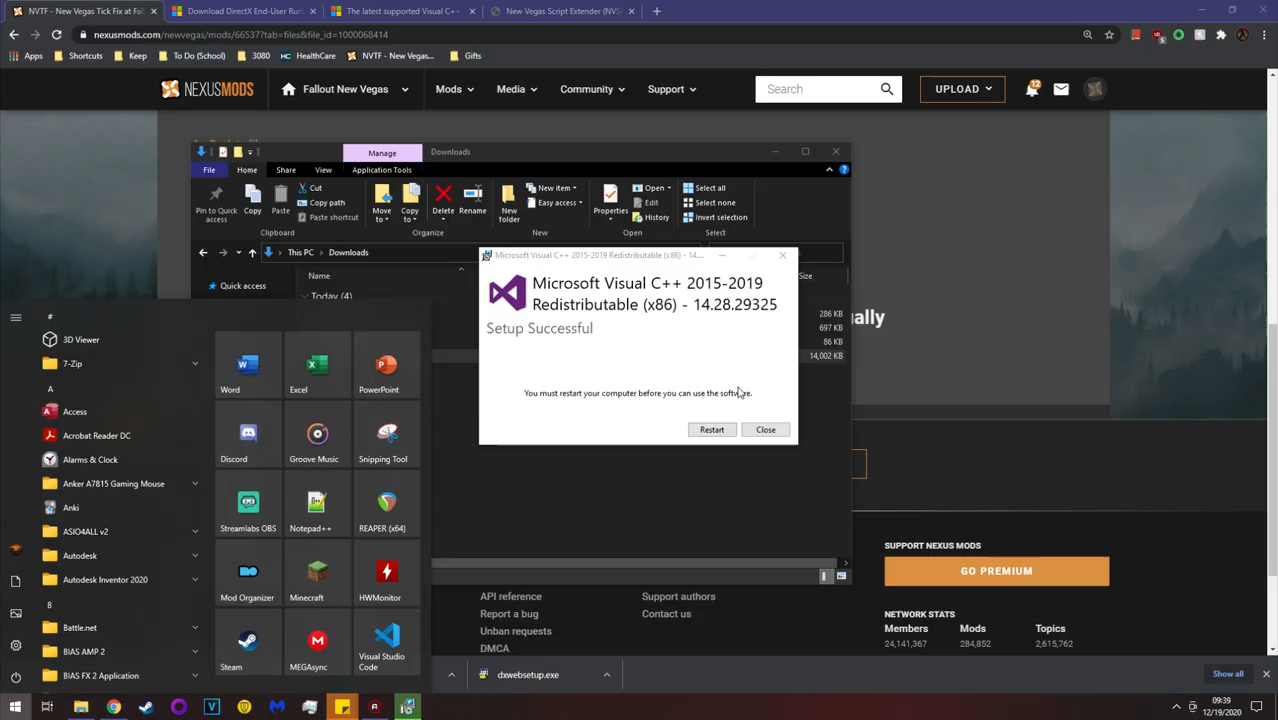 NVTF - New Vegas Tick Fix at Fal
Download DirectX End-User Run
The latest supported Visual C++
New Vegas Script Extender (NVS
nexusmods.com/newvegas/mods/66537?tab=files&file_id=1000068414
Apps
Shortcuts
Keep
To Do (School)
3080
HealthCare
NVTF - New Vegas...
Gifts
NEXUSMODS
Fallout New Vegas
Mods
Media
Community
Support
Search
UPLOAD
12
Manage
Downloads
File
Home
Share
View
Application Tools
Pin to Quick access
Copy
Paste
Cut
Copy path
Paste shortcut
Move to
Copy to
Delete
Rename
New folder
New item
Easy access
Properties
Open
Edit
History
Select all
Select none
Invert selection
Clipboard
Organize
New
Open
Select
This PC
Downloads
Quick access
Name
Today (4)
Size
286 KB
697 KB
86 KB
14,002 KB
ually
Microsoft Visual C++ 2015-2019 Redistributable (x86) - 14....
Microsoft Visual C++ 2015-2019
Redistributable (x86) - 14.28.29325
Setup Successful
You must restart your computer before you can use the software.
Restart
Close
#
3D Viewer
7-Zip
A
Access
Acrobat Reader DC
Alarms & Clock
Anker A7815 Gaming Mouse
Anki
ASIO4ALL v2
Autodesk
Autodesk Inventor 2020
B
Battle.net
BIAS AMP 2
BIAS FX 2 Application
Word
Excel
PowerPoint
Discord
Groove Music
Snipping Tool
Streamlabs OBS
Notepad++
REAPER (x64)
Mod Organizer
Minecraft
HWMonitor
Steam
MEGAsync
Visual Studio Code
API reference
Report a bug
Unban requests
DMCA
Support authors
Contact us
SUPPORT NEXUS MODS
GO PREMIUM
NETWORK STATS
Members
Mods
Topics
24,141,367
284,852
2,615,762
dxwebsetup.exe
Show all
09:39
12/19/2020